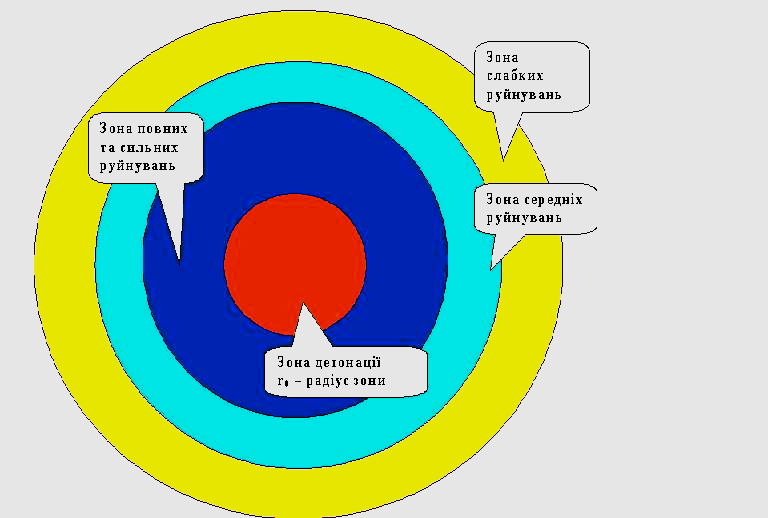 Зона
слабких
руйнувань
Зона повних
та сильних
руйнувань
Зона середніх
руйнувань
Зона детонації
r₀ – радіус зони